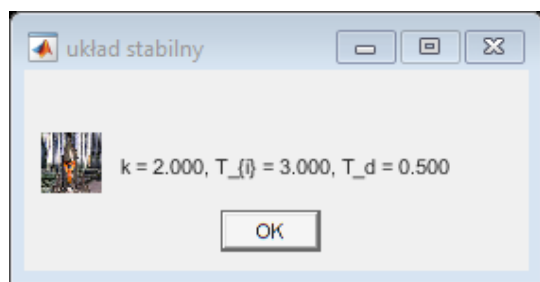 układ stabilny
k = 2.000, T_{i} = 3.000, T_d = 0.500
OK